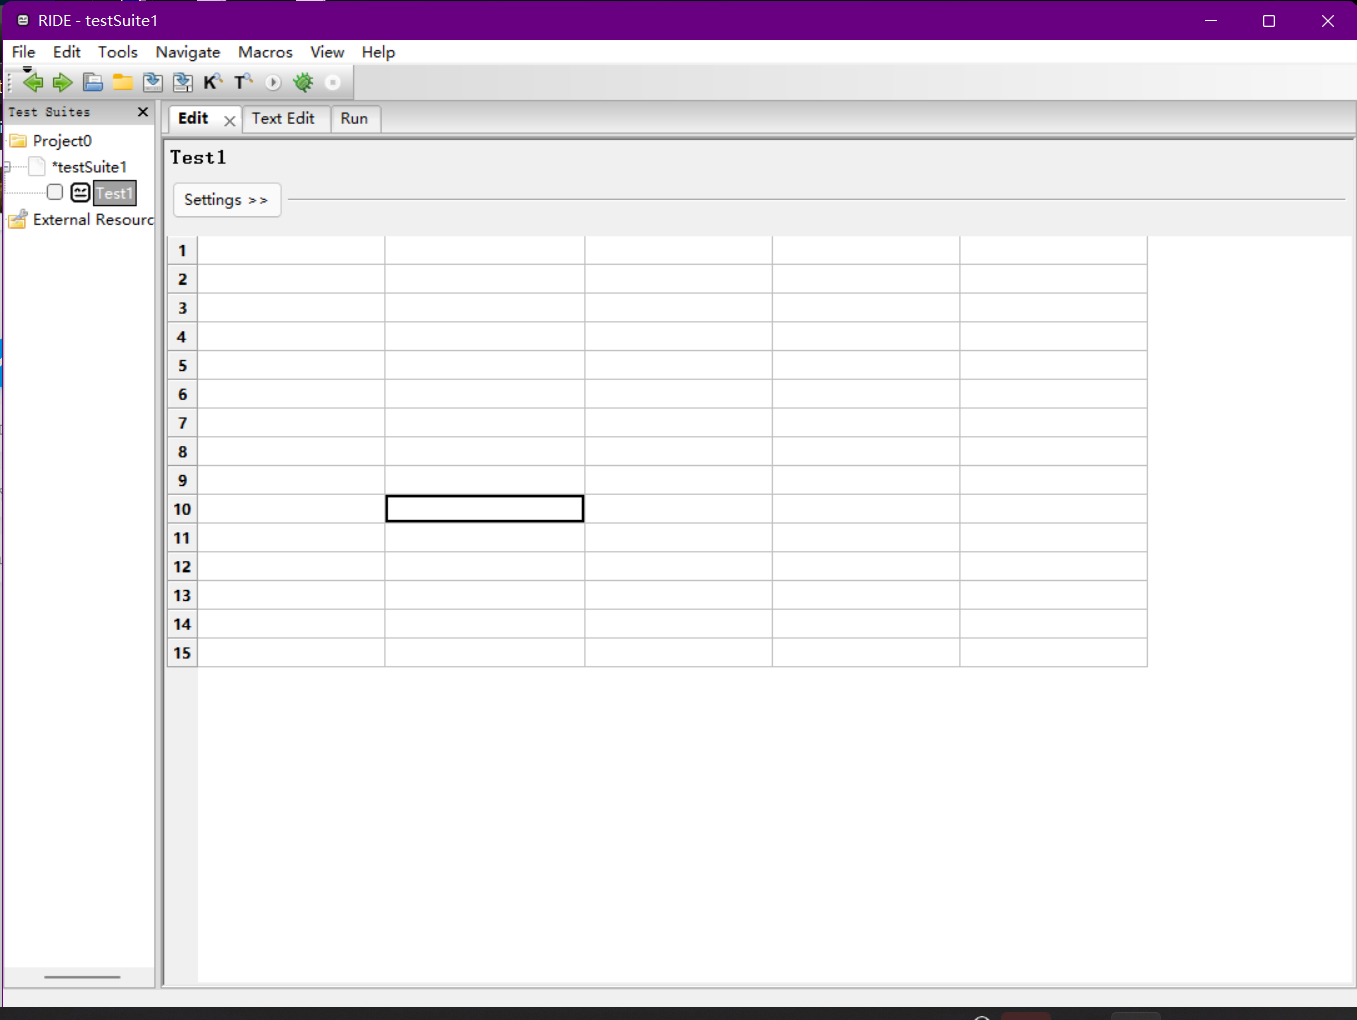 RIDE - testSuite1
File Edit Tools Navigate Macros View Help
K T
Test Suites
Edit Text Edit Run
Project0
*testSuite1
Test1
External Resourc
Test1
Settings >>
1
2
3
4
5
6
7
8
9
10
11
12
13
14
15